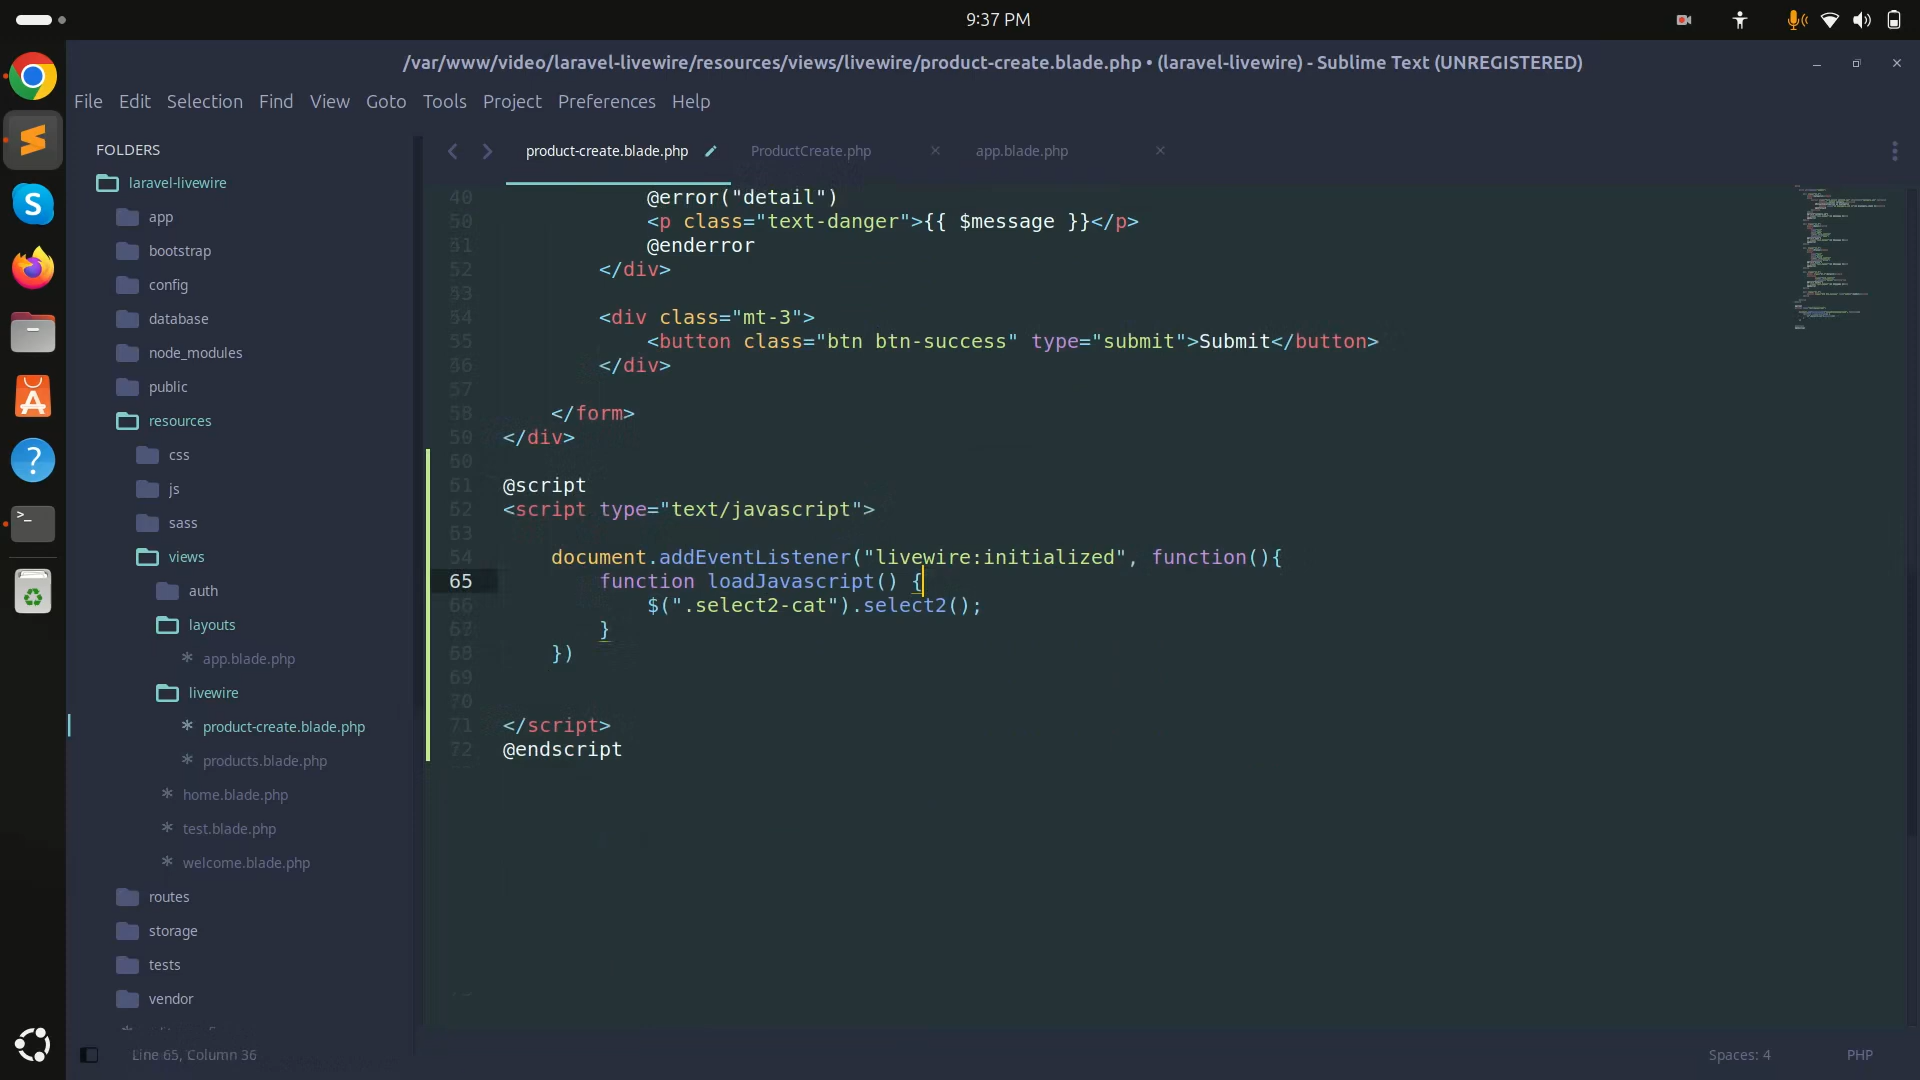 9:37 PM
/var/www/video/laravel-livewire/resources/views/livewire/product-create.blade.php • (laravel-livewire) - Sublime Text (UNREGISTERED)
File Edit Selection Find View Goto Tools Project Preferences Help
FOLDERS
laravel-livewire
app
bootstrap
config
database
node_modules
public
resources
css
js
sass
views
auth
layouts
app.blade.php
livewire
product-create.blade.php
products.blade.php
home.blade.php
test.blade.php
welcome.blade.php
routes
storage
tests
vendor
product-create.blade.php ProductCreate.php app.blade.php
@error("detail")
<p class="text-danger">{{ $message }}</p>
@enderror
</div>
<div class="mt-3">
<button class="btn btn-success" type="submit">Submit</button>
</div>
</form>
</div>
@script
<script type="text/javascript">
document.addEventListener("livewire:initialized", function(){
65 function loadJavascript() {
$(".select2-cat").select2();
}
})
69
70
71 </script>
72 @endscript
Line 65, Column 36
Spaces: 4 PHP